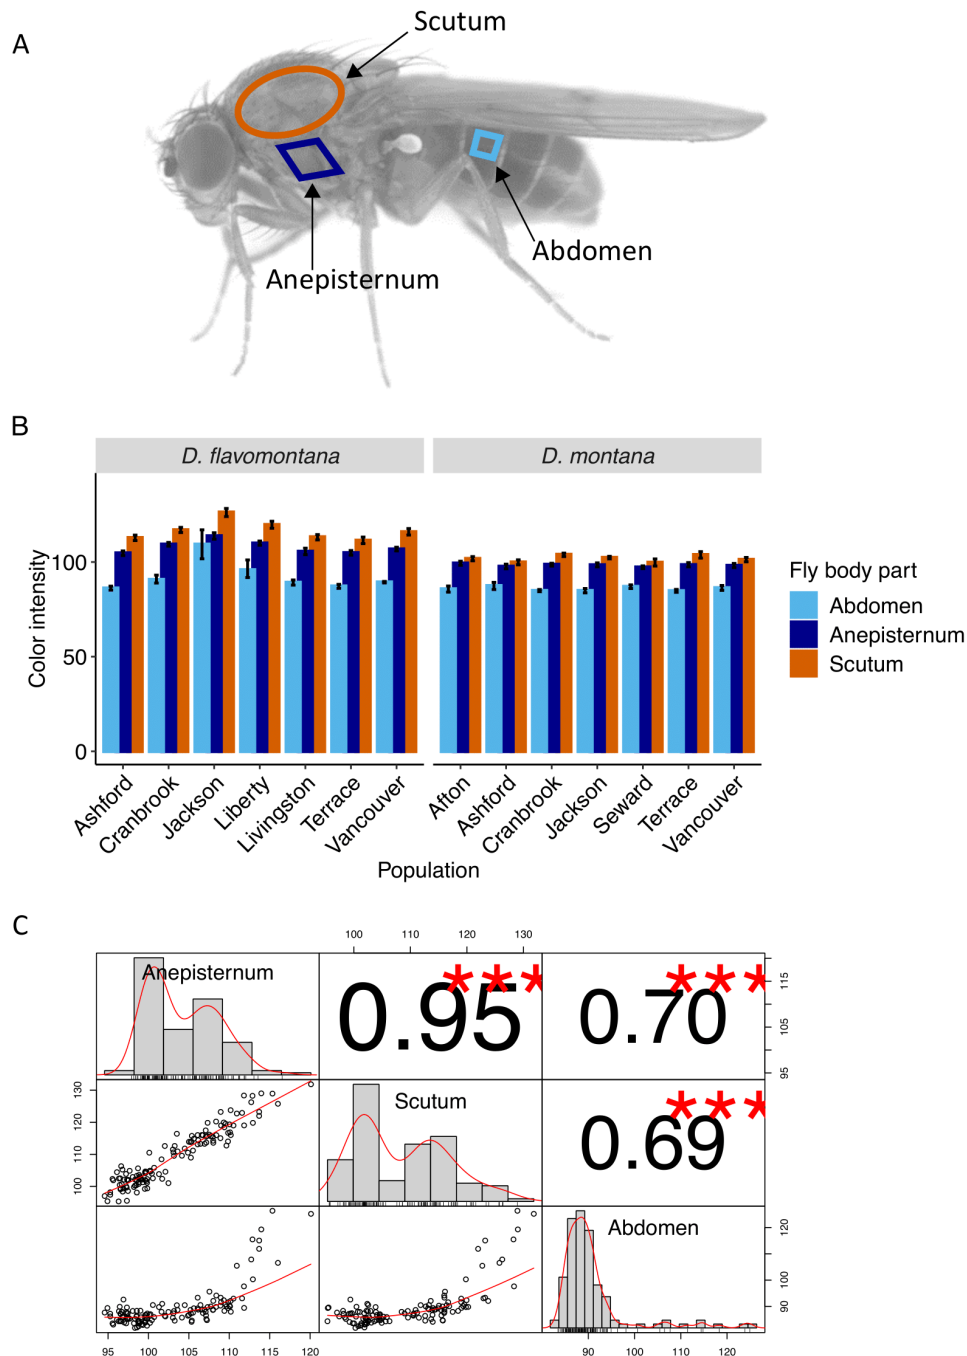 A
Scutum
Abdomen
Anepisternum
B
D. flavomontana
D. montana
Color intensity
100
50
0
Ashford
Cranbrook
Jackson
Liberty
Livingston
Terrace
Vancouver
Afton
Ashford
Cranbrook
Jackson
Seward
Terrace
Vancouver
Population
Fly body part
Abdomen
Anepisternum
Scutum
C
100 110 120 130
Anepisternum
0.95
***
0.70
***
115
105
95
130
120
110
100
Scutum
0.69
***
Abdomen
120
100
90
95 100 105 110 115 120
90 100 110 120